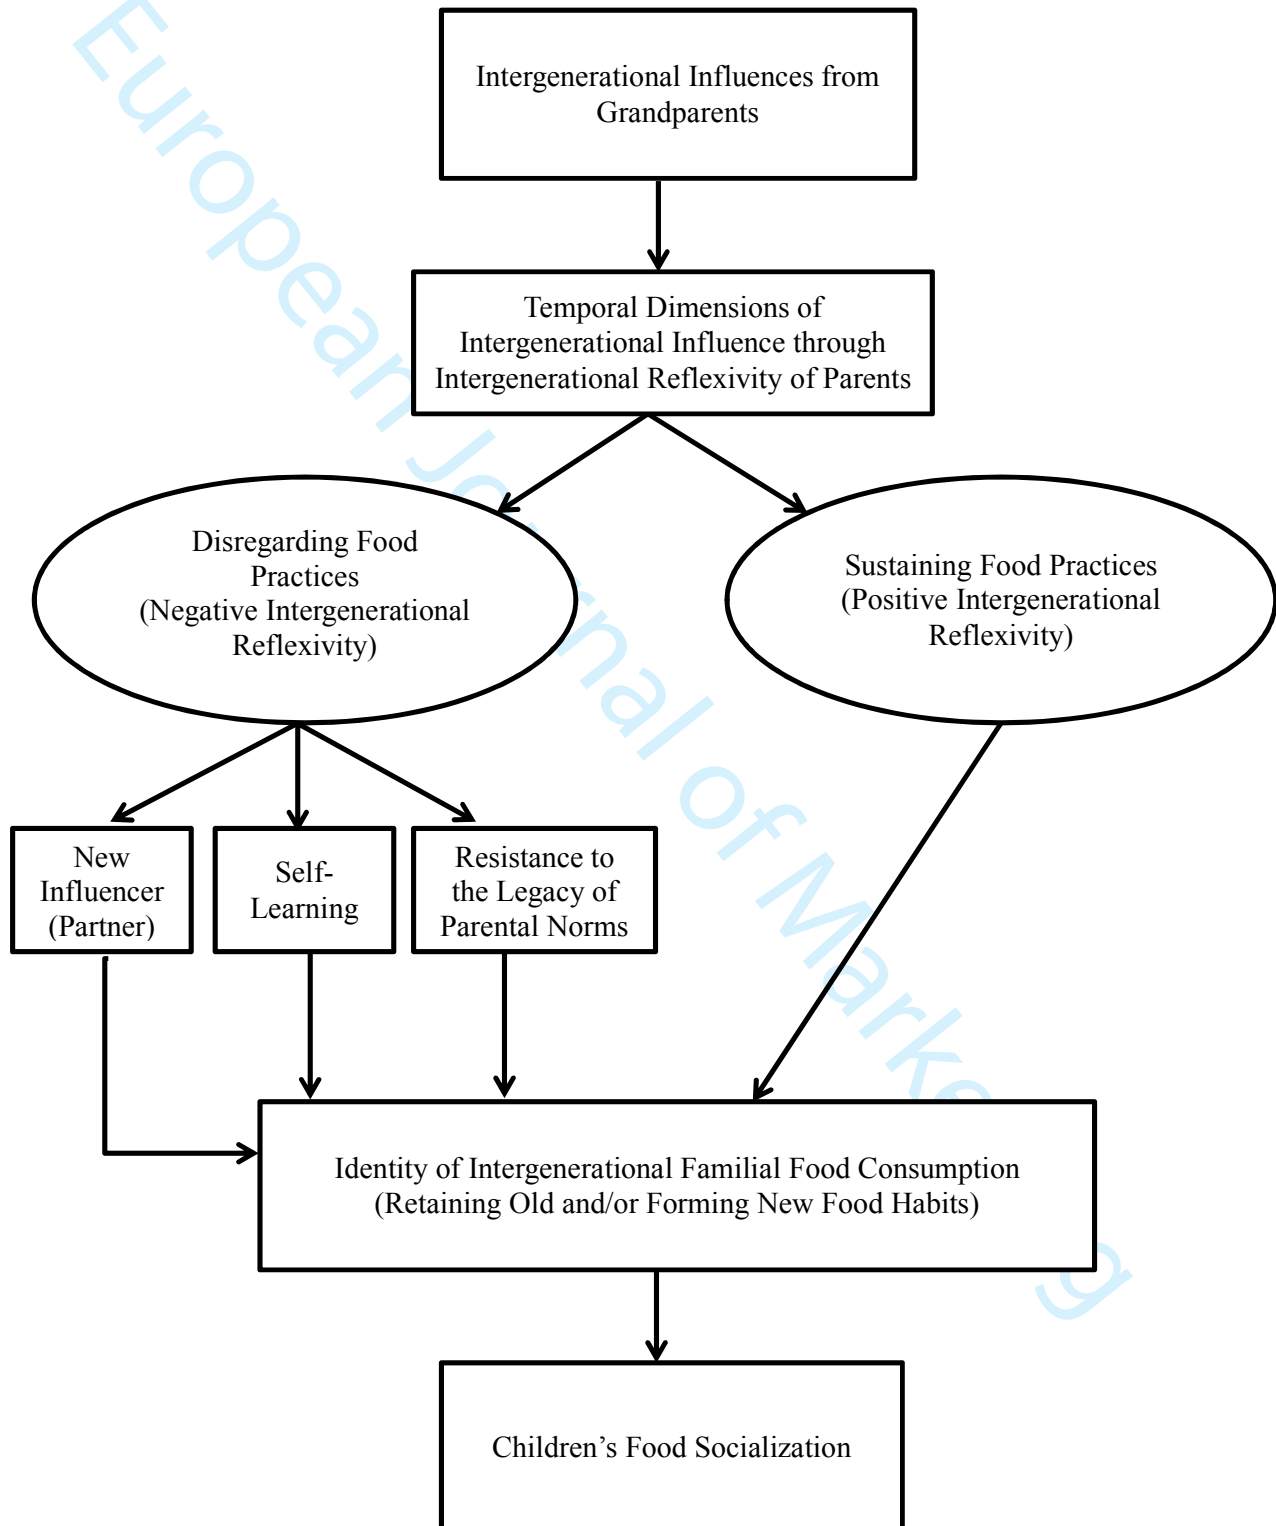 Intergenerational Influences from
Grandparents
Temporal Dimensions of
Intergenerational Influence through
Intergenerational Reflexivity of Parents
Disregarding Food
Practices
(Negative Intergenerational
Reflexivity)
Sustaining Food Practices
(Positive Intergenerational
Reflexivity)
New
Influencer
(Partner)
Self-
Learning
Resistance to
the Legacy of
Parental Norms
Identity of Intergenerational Familial Food Consumption
(Retaining Old and/or Forming New Food Habits)
Children’s Food Socialization
European Journal of Marketing